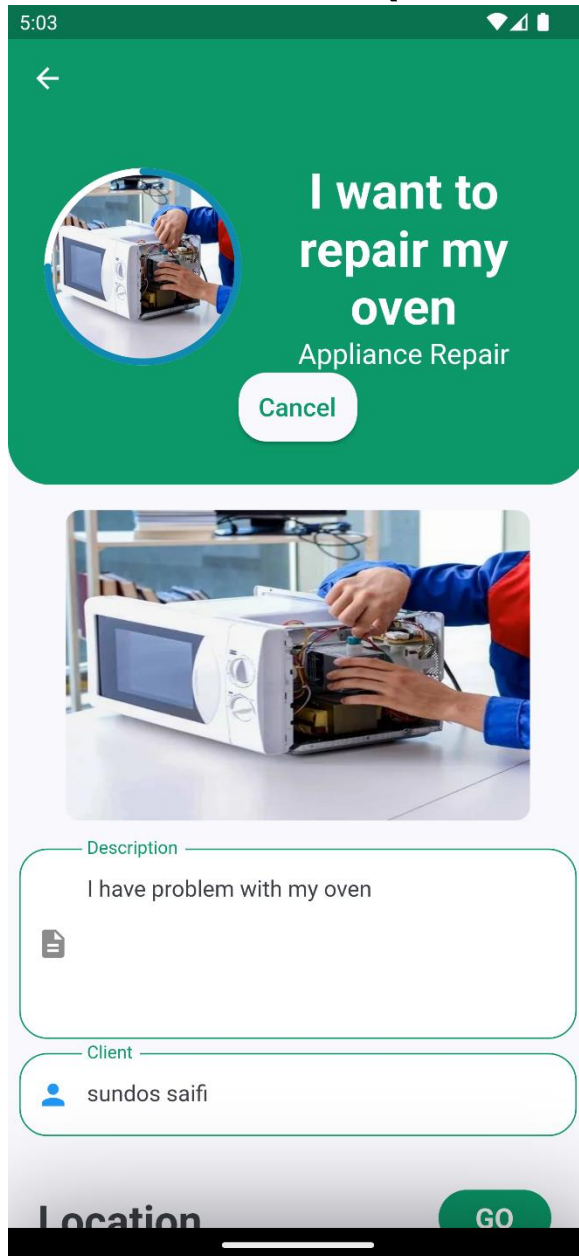 5:03
I want to
repair my
oven
Appliance Repair
Cancel
Description
I have problem with my oven
Client
sundos saifi
Location
GO